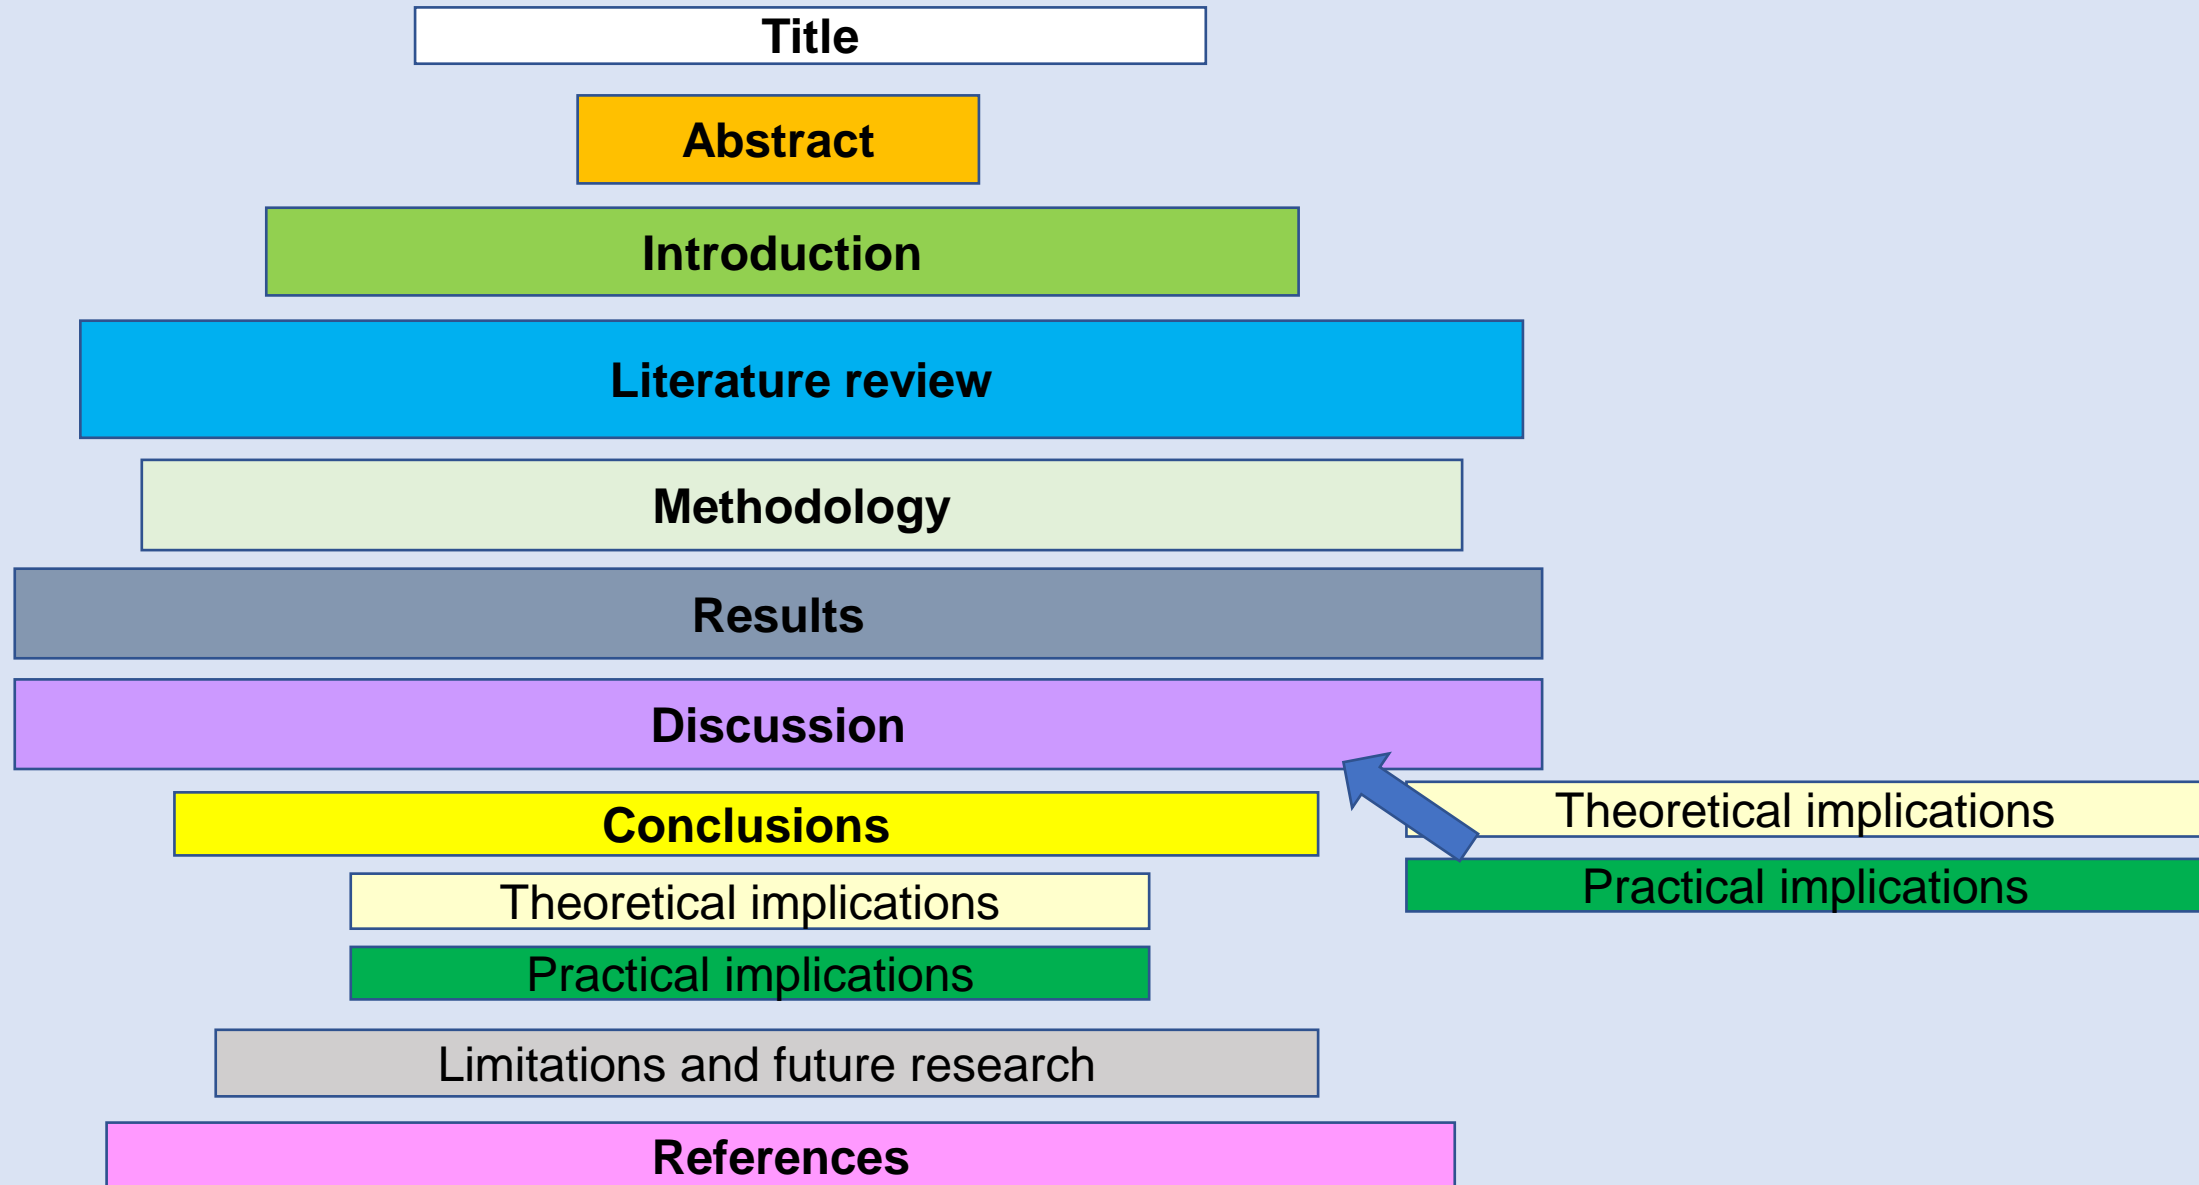 Title
Abstract
Introduction
Literature review
Methodology
Results
Discussion
Theoretical implications
Conclusions
Practical implications
Theoretical implications
Practical implications
Limitations and future research
References